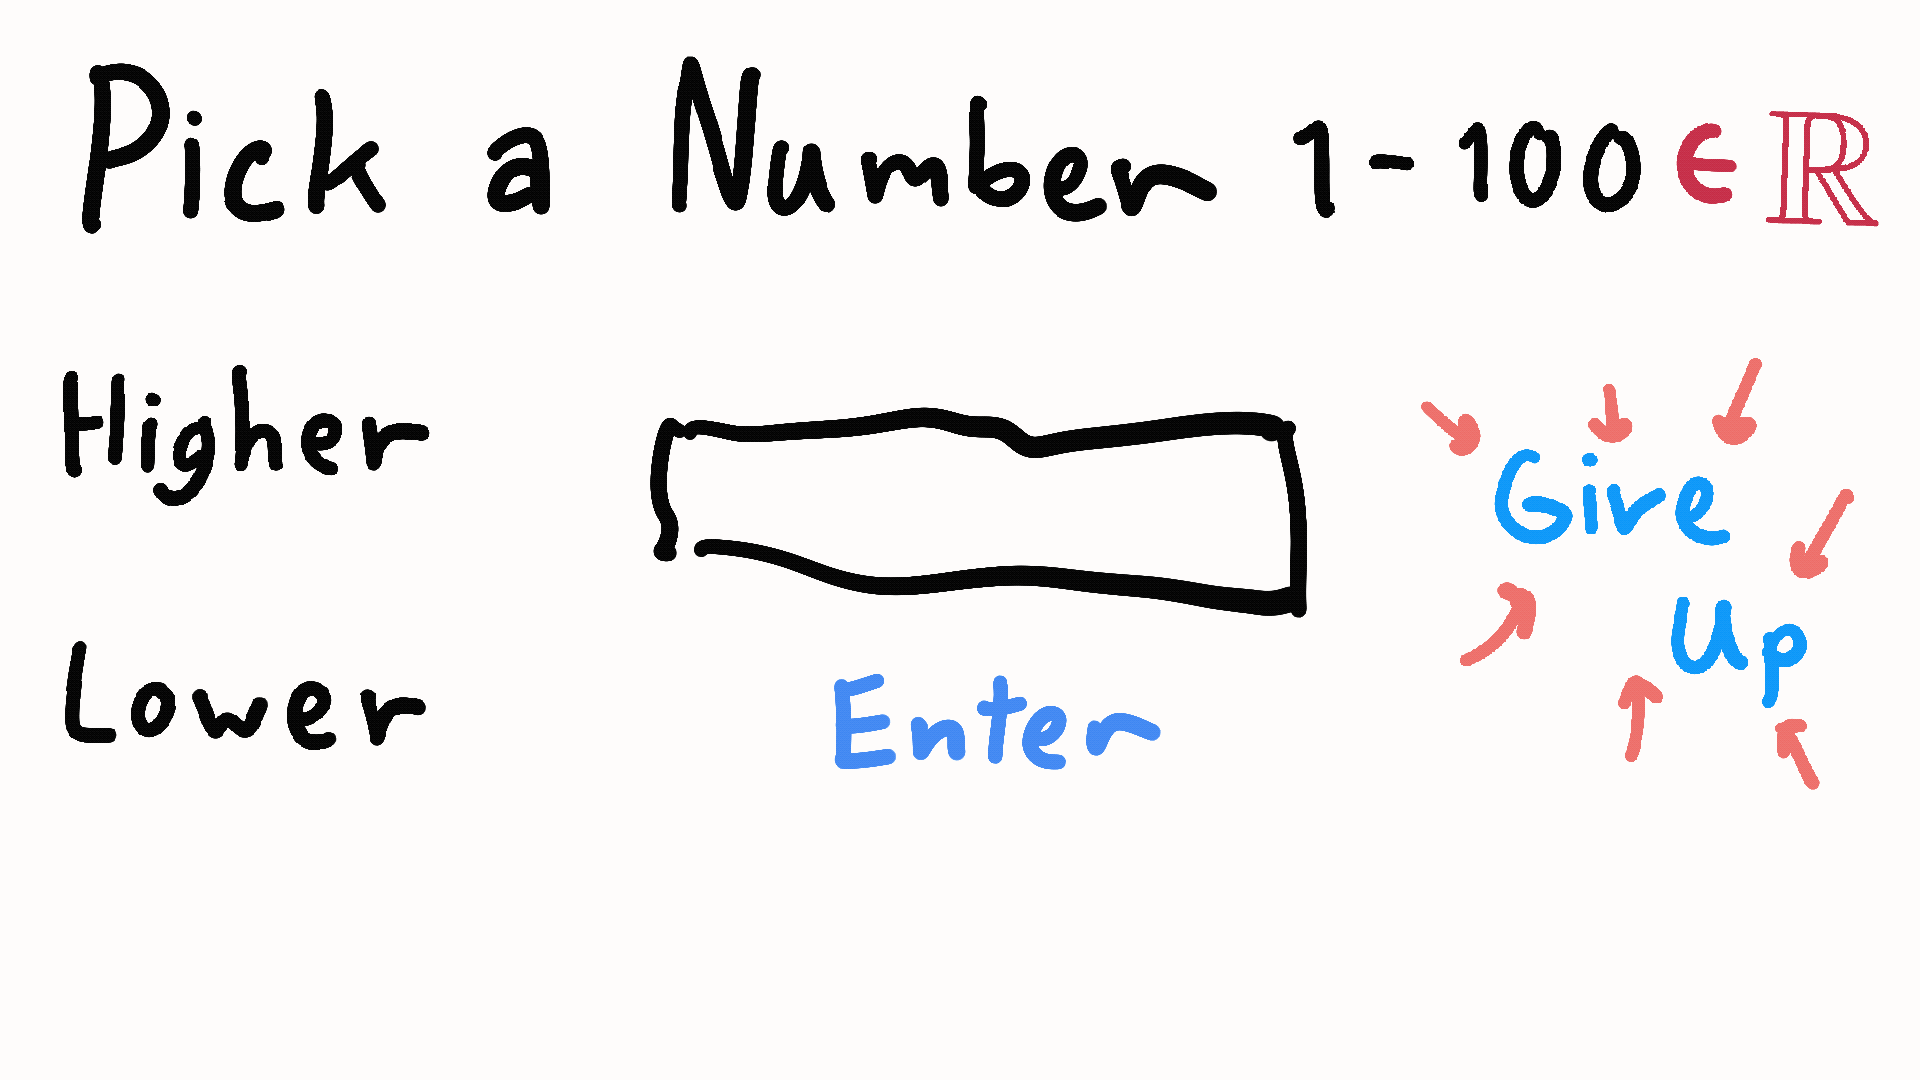 Pick a Number 1-100 ∈ ℝ
Higher
Lower
Enter
Give
Up